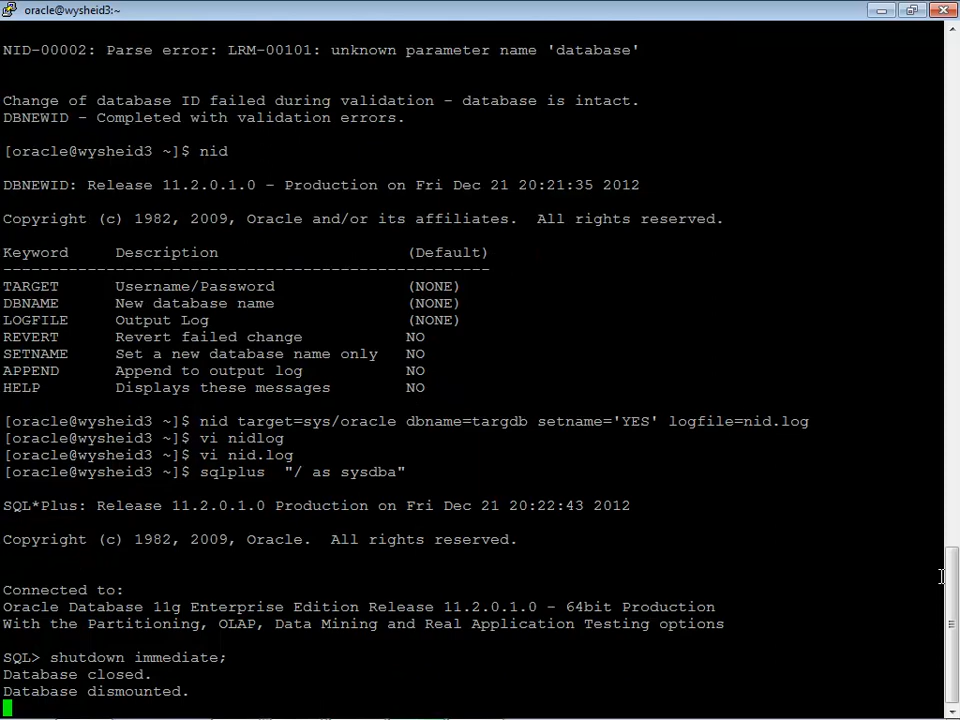 oracle@wysheid3:~
NID-00002: Parse error: LRM-00101: unknown parameter name 'database'
Change of database ID failed during validation - database is intact.
DBNEWID - Completed with validation errors.
[oracle@wysheid3 ~]$ nid
DBNEWID: Release 11.2.0.1.0 - Production on Fri Dec 21 20:21:35 2012
Copyright (c) 1982, 2009, Oracle and/or its affiliates.  All rights reserved.
Keyword     Description                    (Default)
----------------------------------------------------
TARGET      Username/Password              (NONE)
DBNAME      New database name              (NONE)
LOGFILE     Output Log                     (NONE)
REVERT      Revert failed change           NO
SETNAME     Set a new database name only   NO
APPEND      Append to output log           NO
HELP        Displays these messages        NO
[oracle@wysheid3 ~]$ nid target=sys/oracle dbname=targdb setname='YES' logfile=nid.log
[oracle@wysheid3 ~]$ vi nidlog
[oracle@wysheid3 ~]$ vi nid.log
[oracle@wysheid3 ~]$ sqlplus  "/ as sysdba"
SQL*Plus: Release 11.2.0.1.0 Production on Fri Dec 21 20:22:43 2012
Copyright (c) 1982, 2009, Oracle.  All rights reserved.
Connected to:
Oracle Database 11g Enterprise Edition Release 11.2.0.1.0 - 64bit Production
With the Partitioning, OLAP, Data Mining and Real Application Testing options
SQL> shutdown immediate;
Database closed.
Database dismounted.